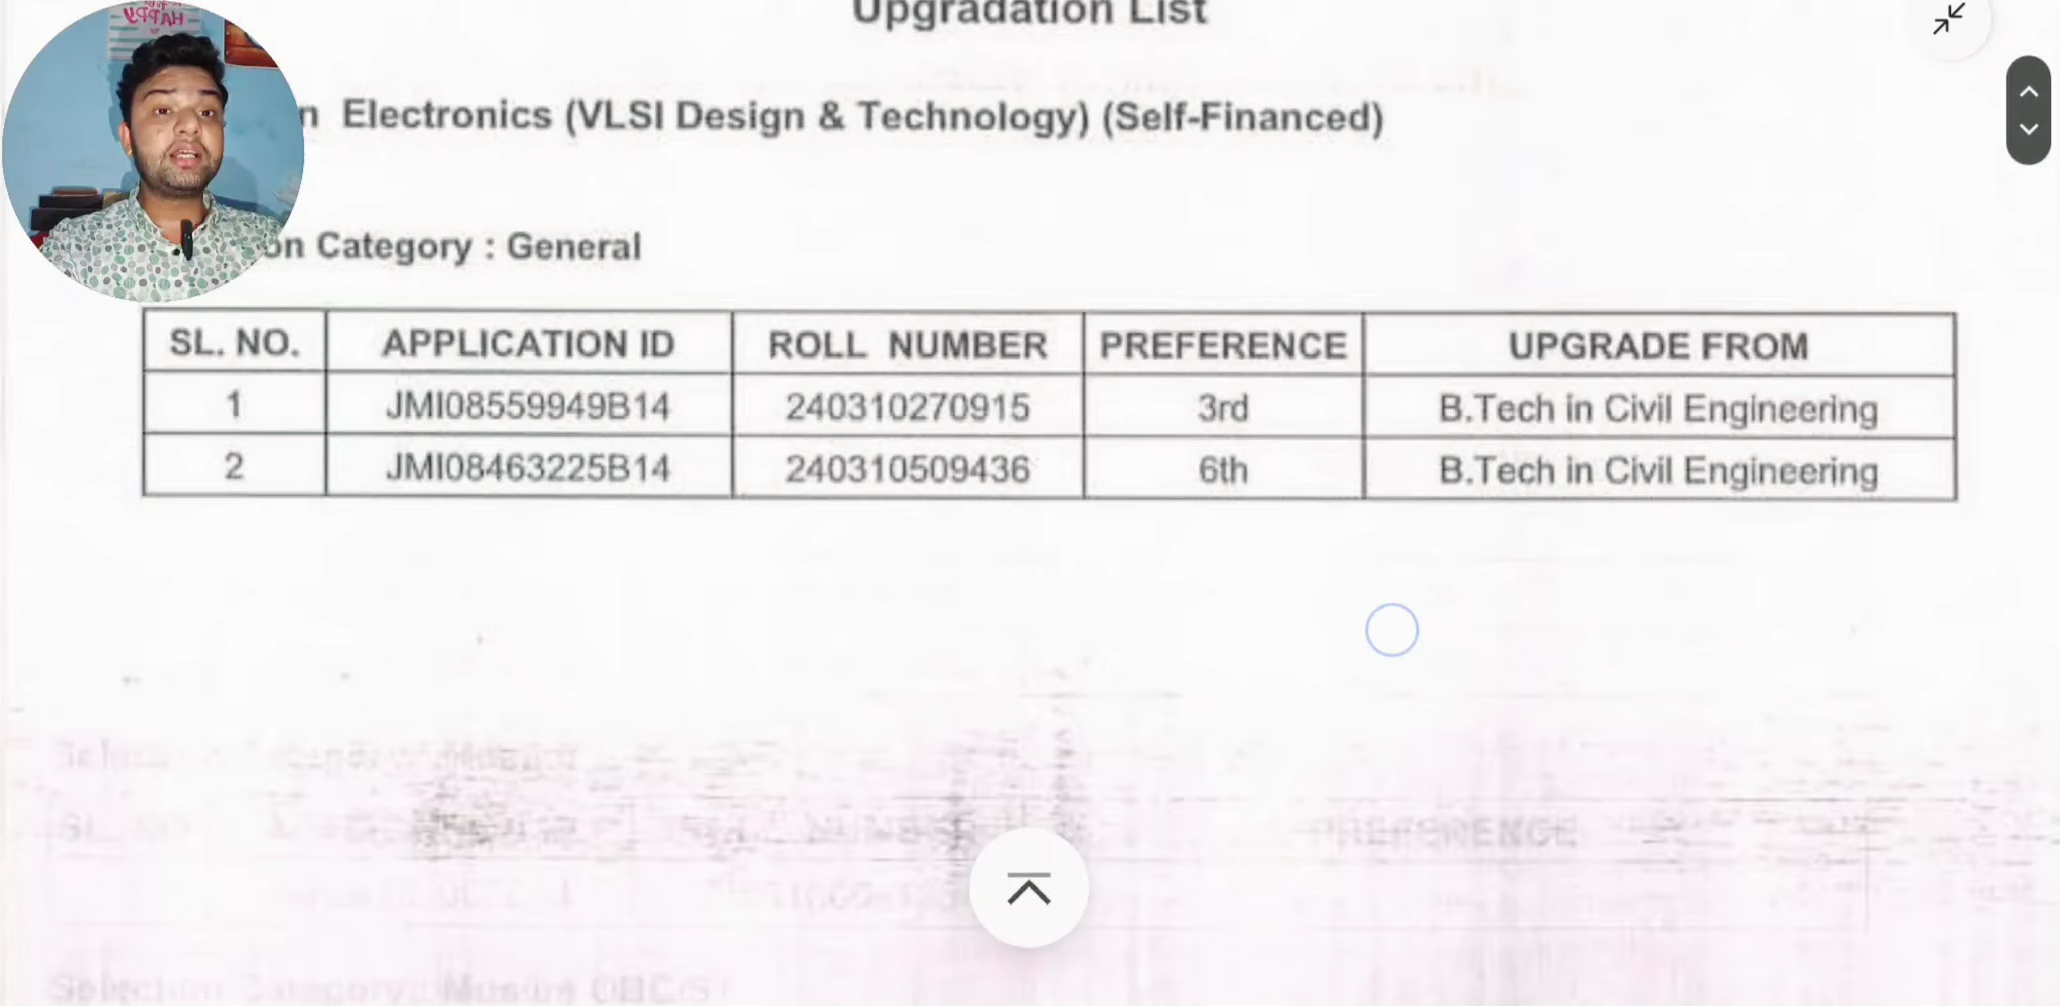 Upgradation List
n Electronics (VLSI Design & Technology) (Self-Financed)
on Category : General
SL. NO. APPLICATION ID ROLL NUMBER PREFERENCE UPGRADE FROM
1 JMI08559949B14 240310270915 3rd B.Tech in Civil Engineering
2 JMI08463225B14 240310509436 6th B.Tech in Civil Engineering
PREFERENCE